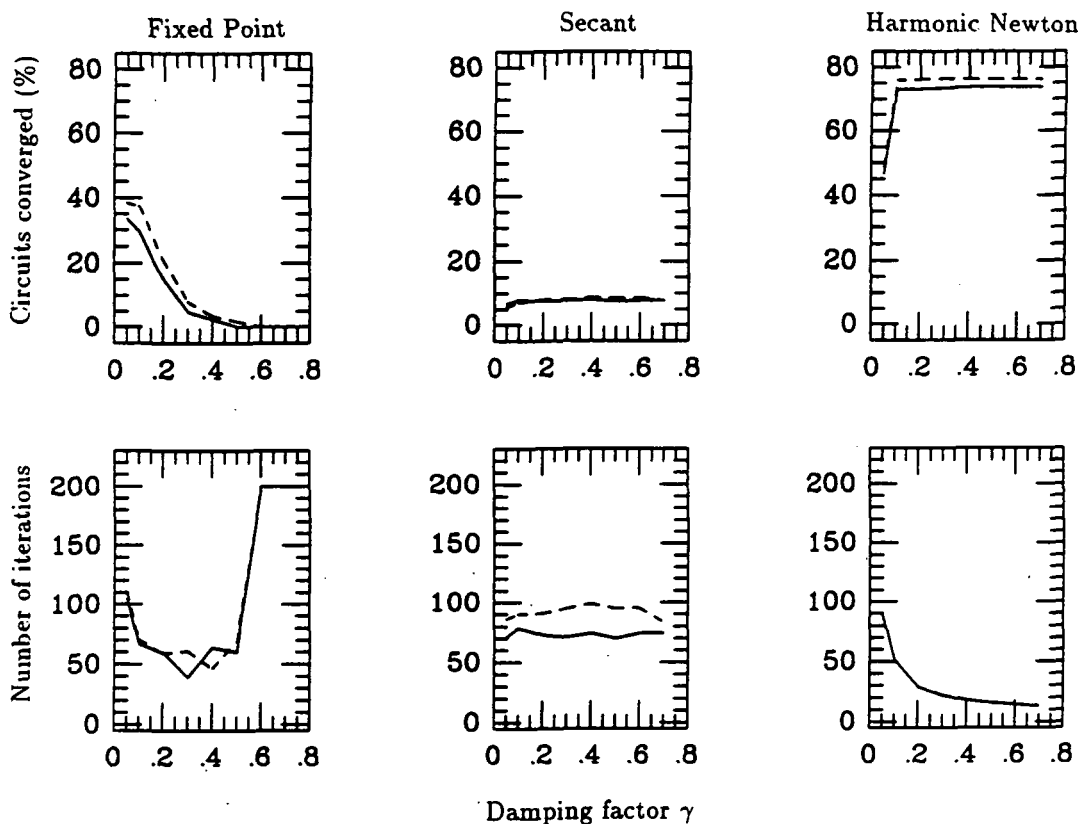 Fixed Point
Secant
Harmonic Newton
Circuits converged (%)
80
60
40
20
0
0 .2 .4 .6 .8
80
60
40
20
0
0 .2 .4 .6 .8
80
60
40
20
0
0 .2 .4 .6 .8
Number of iterations
200
150
100
50
0
0 .2 .4 .6 .8
200
150
100
50
0
0 .2 .4 .6 .8
200
150
100
50
0
0 .2 .4 .6 .8
Damping factor γ